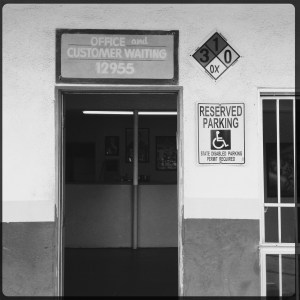 OFFICE and
CUSTOMER WAITING
12955
3 1 0
OX
RESERVED
PARKING
STATE DISABLED PARKING
PERMIT REQUIRED